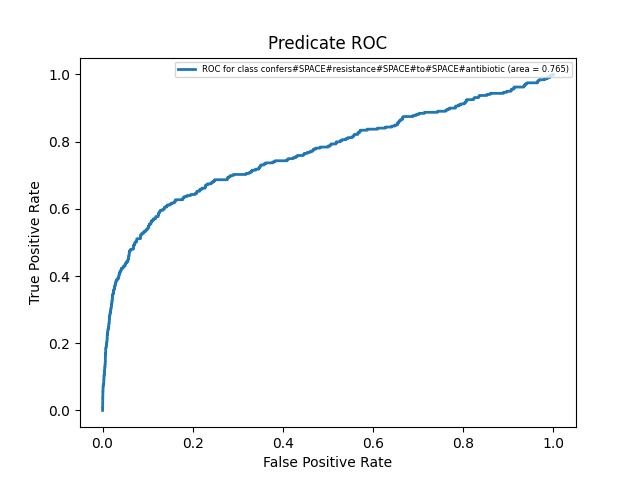 Predicate ROC
ROC for class confers#SPACE#resistance#SPACE#to#SPACE#antibiotic (area = 0.765)
True Positive Rate
1.0
0.8
0.6
0.4
0.2
0.0
0.0 0.2 0.4 0.6 0.8 1.0
False Positive Rate